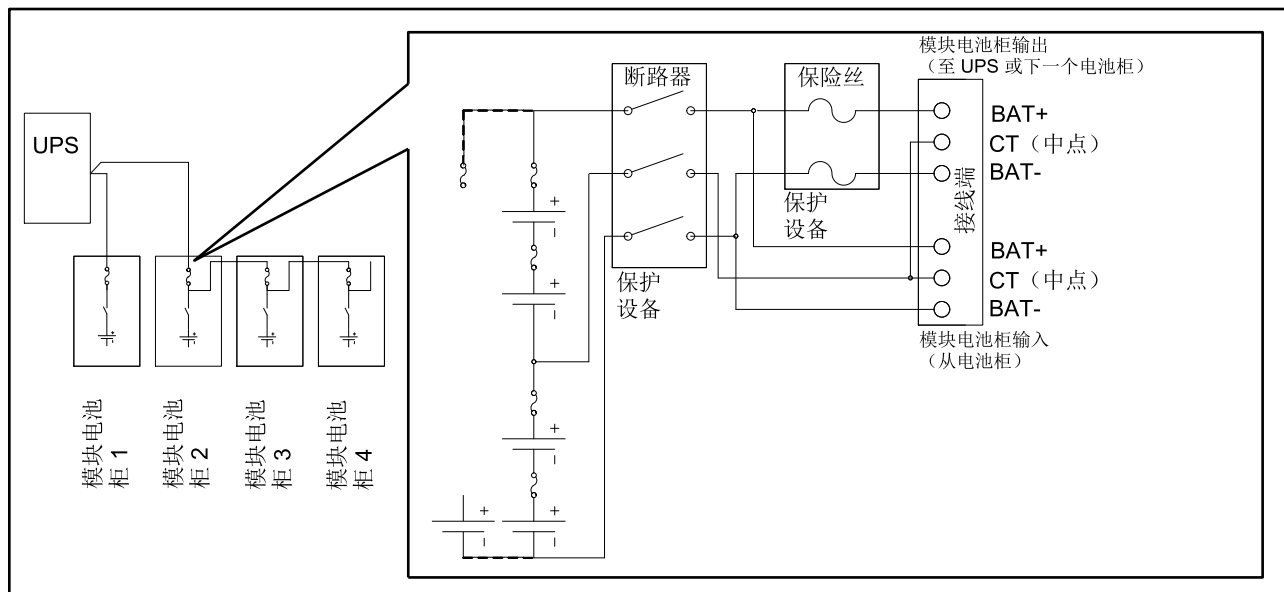 模块电池柜输出
（至 UPS 或下一个电池柜）
断路器
保险丝
UPS
BAT+
CT（中点）
BAT-
接线端
保护
设备
保护
设备
BAT+
CT（中点）
BAT-
模块电池柜输入
（从电池柜）
模块电池
柜 1
模块电池
柜 2
模块电池
柜 3
模块电池
柜 4
+
−
+
−
+
−
+
−
+
−